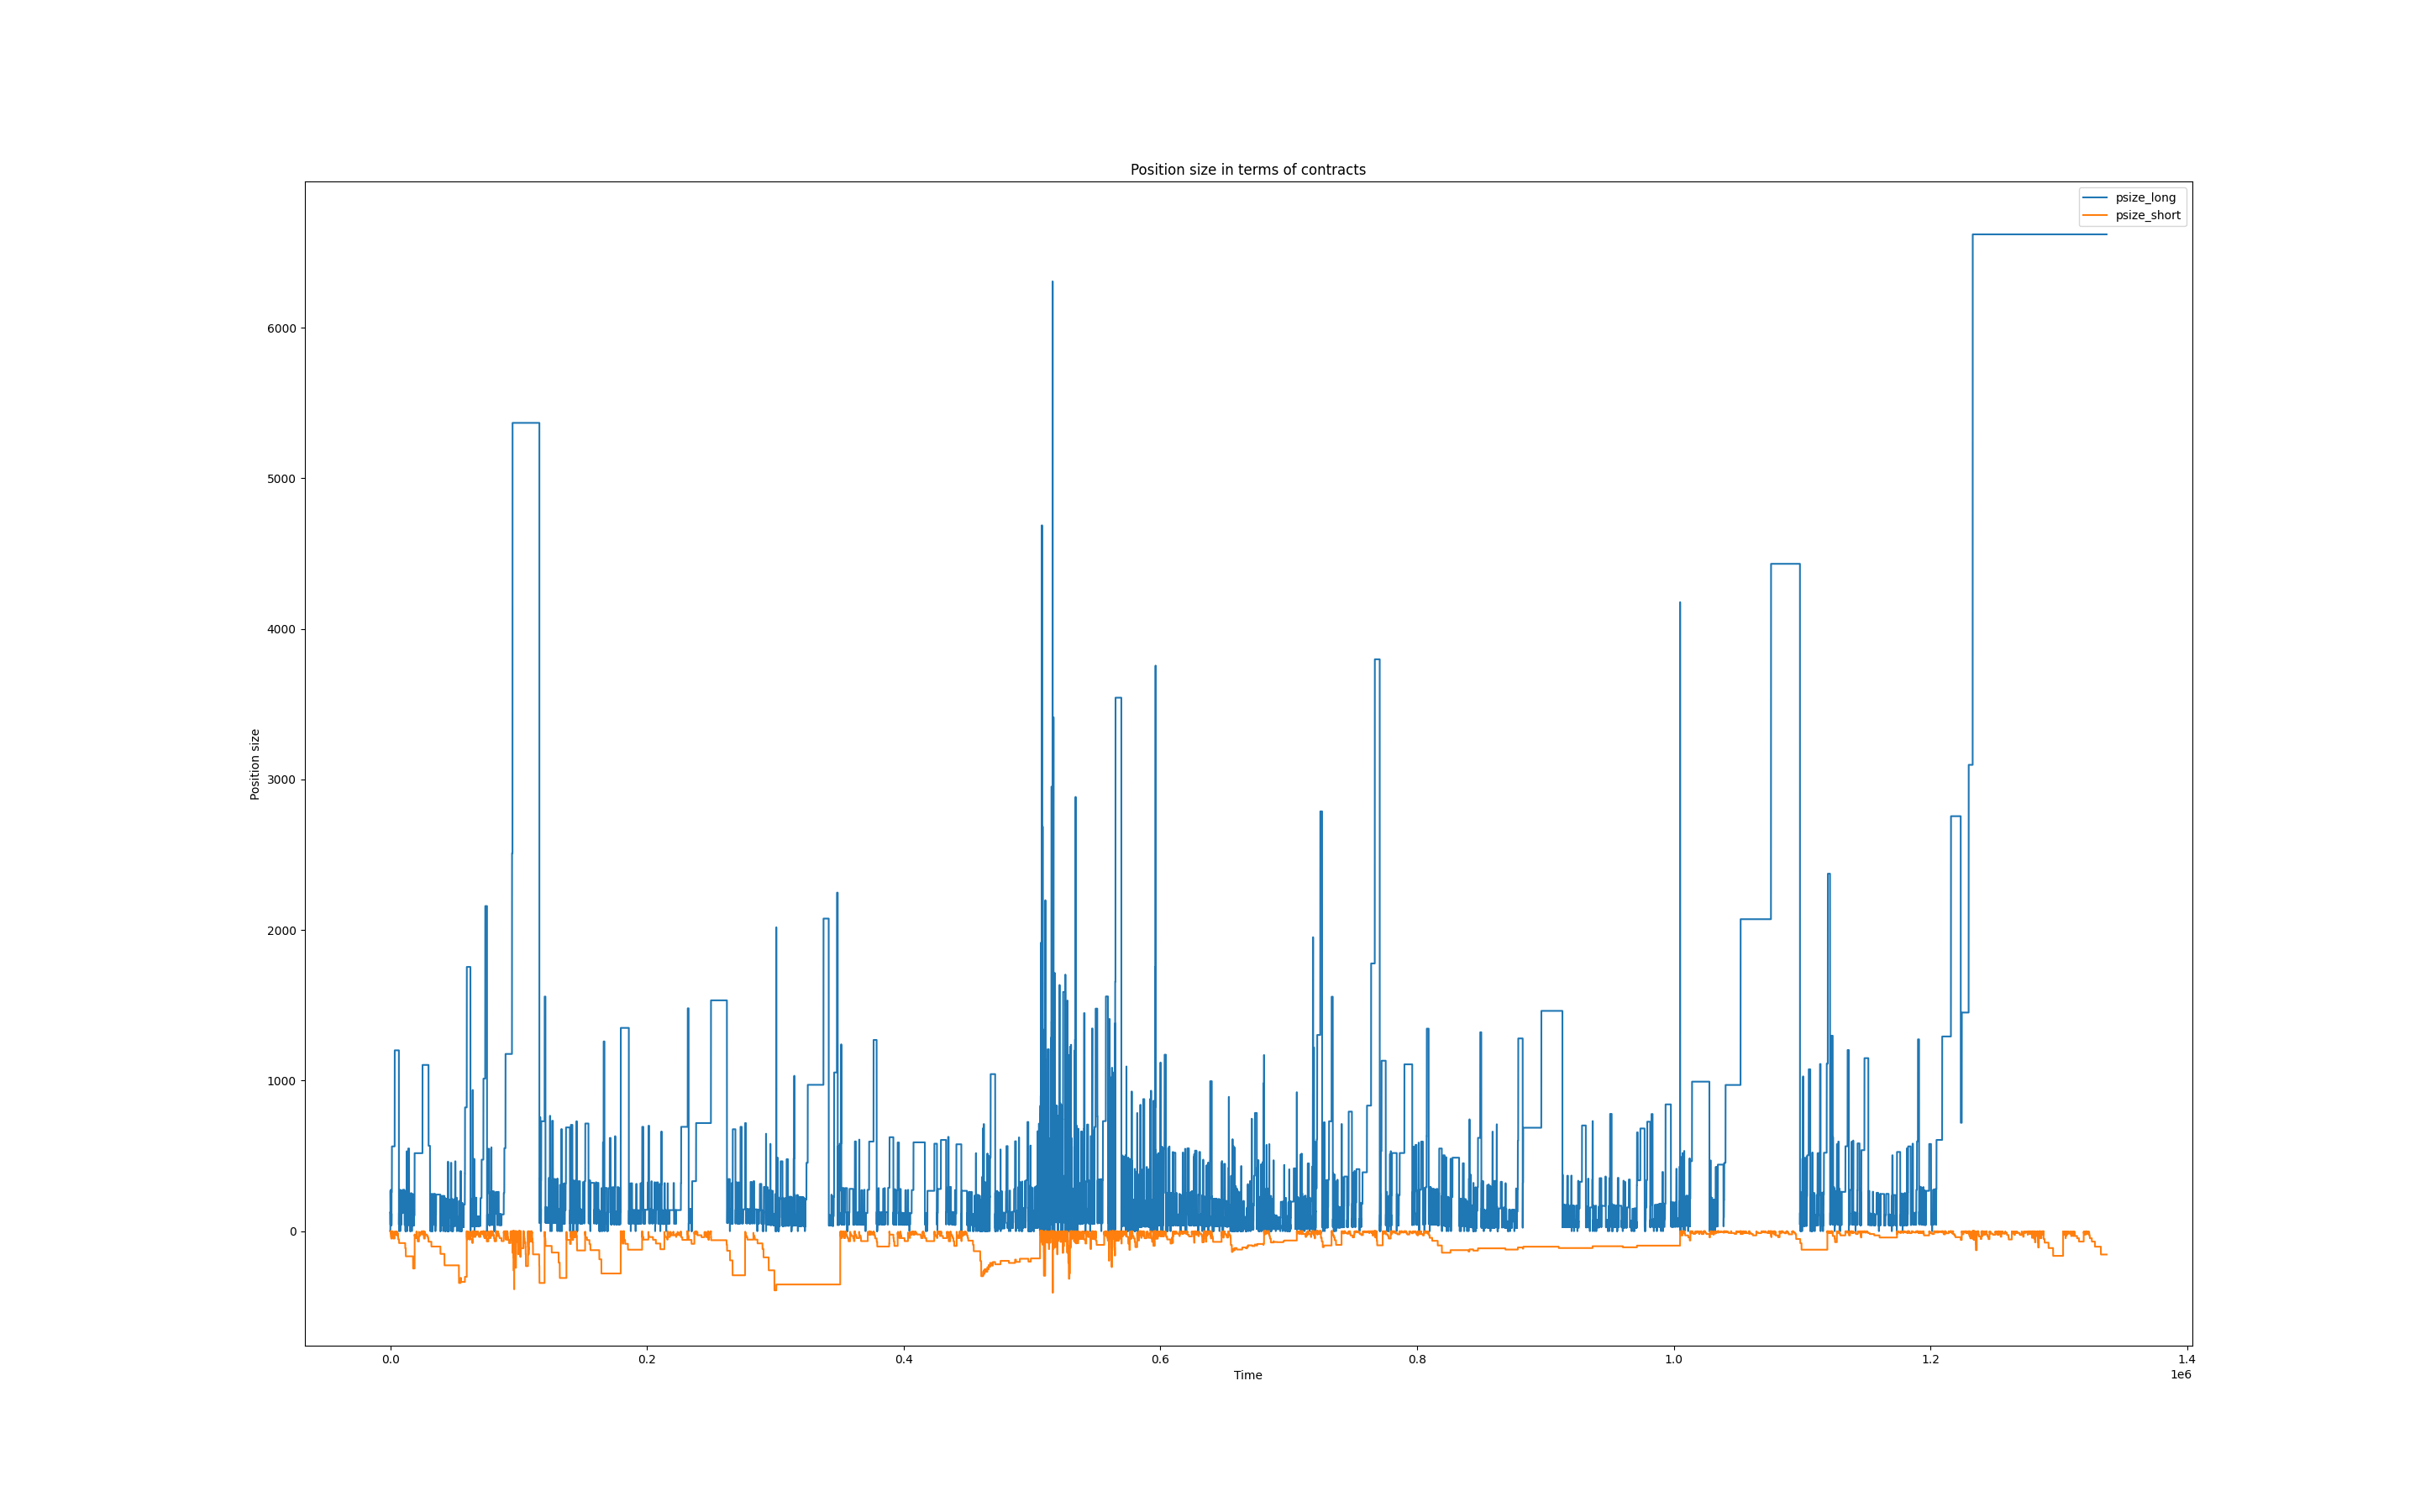 Position size in terms of contracts
psize_long
psize_short
Position size
6000
5000
4000
3000
2000
1000
0
0.0 0.2 0.4 0.6 0.8 1.0 1.2 1.4
Time
1e6